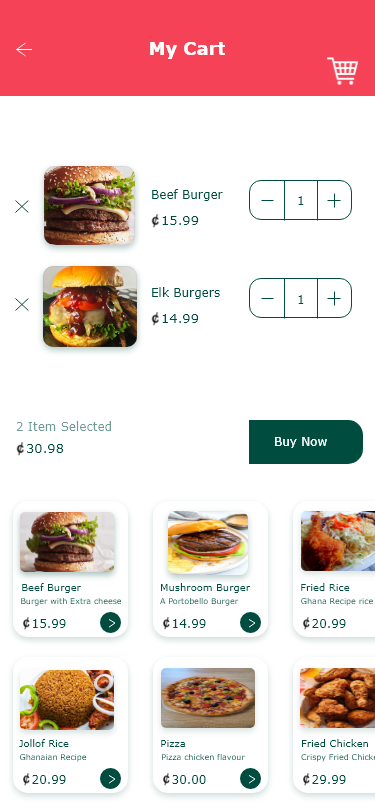 My Cart
Beef Burger
₵15.99
1
Elk Burgers
₵14.99
1
2 Item Selected
₵30.98
Buy Now
Beef Burger
Burger with Extra cheese
₵15.99
Mushroom Burger
A Portobello Burger
₵14.99
Fried Rice
Ghana Recipe rice
₵20.99
Jollof Rice
Ghanaian Recipe
₵20.99
Pizza
Pizza chicken flavour
₵30.00
Fried Chicken
Crispy Fried Chicke
₵29.99